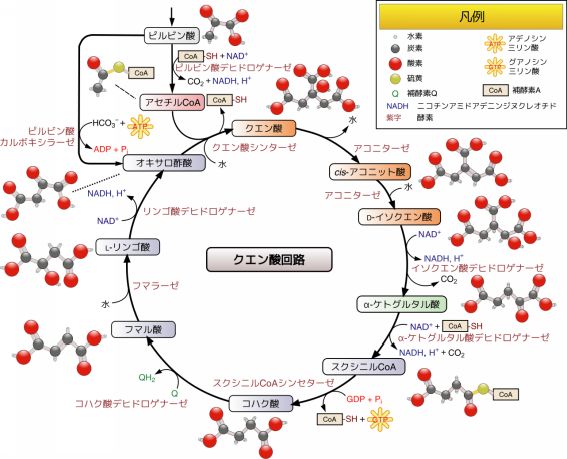 ピルビン酸
CoA-SH + NAD⁺
ピルビン酸デヒドロゲナーゼ
CO₂ + NADH, H⁺
CoA
アセチルCoA
CoA-SH
HCO₃⁻ + ATP
ピルビン酸
カルボキシラーゼ
ADP + Pi
オキサロ酢酸
クエン酸シンターゼ
水
クエン酸
水
アコニターゼ
cis-アコニット酸
アコニターゼ
水
D-イソクエン酸
NAD⁺
NADH, H⁺
イソクエン酸デヒドロゲナーゼ
CO₂
α-ケトグルタル酸
NAD⁺ + CoA-SH
α-ケトグルタル酸デヒドロゲナーゼ
NADH, H⁺ + CO₂
スクシニルCoA
CoA
スクシニルCoAシンセターゼ
GDP + Pi
CoA-SH + GTP
コハク酸
QH₂
Q
コハク酸デヒドロゲナーゼ
フマル酸
水
フマラーゼ
L-リンゴ酸
NAD⁺
リンゴ酸デヒドロゲナーゼ
NADH, H⁺
クエン酸回路
凡例
水素
炭素
酸素
硫黄
Q 補酵素Q
ATP アデノシン
ミリン酸
GTP グアノシン
ミリン酸
CoA 補酵素A
NADH ニコチンアミドアデニンジヌクレオチド
紫字 酵素